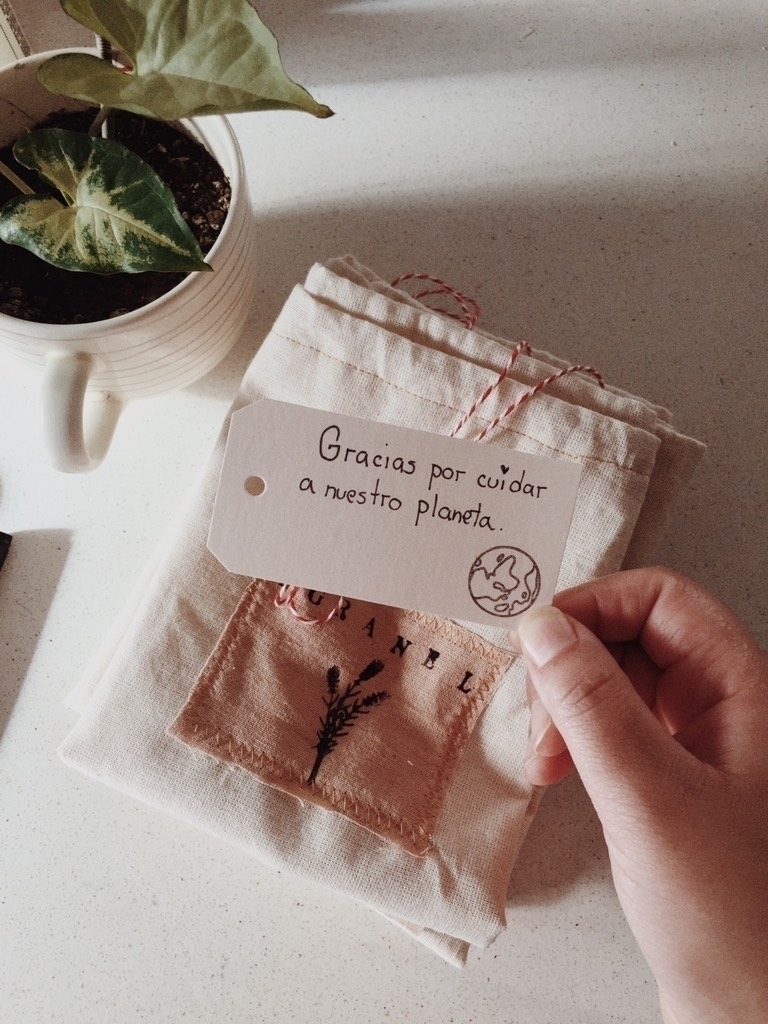 Gracias por cuidar
a nuestro planeta.
GRANEL